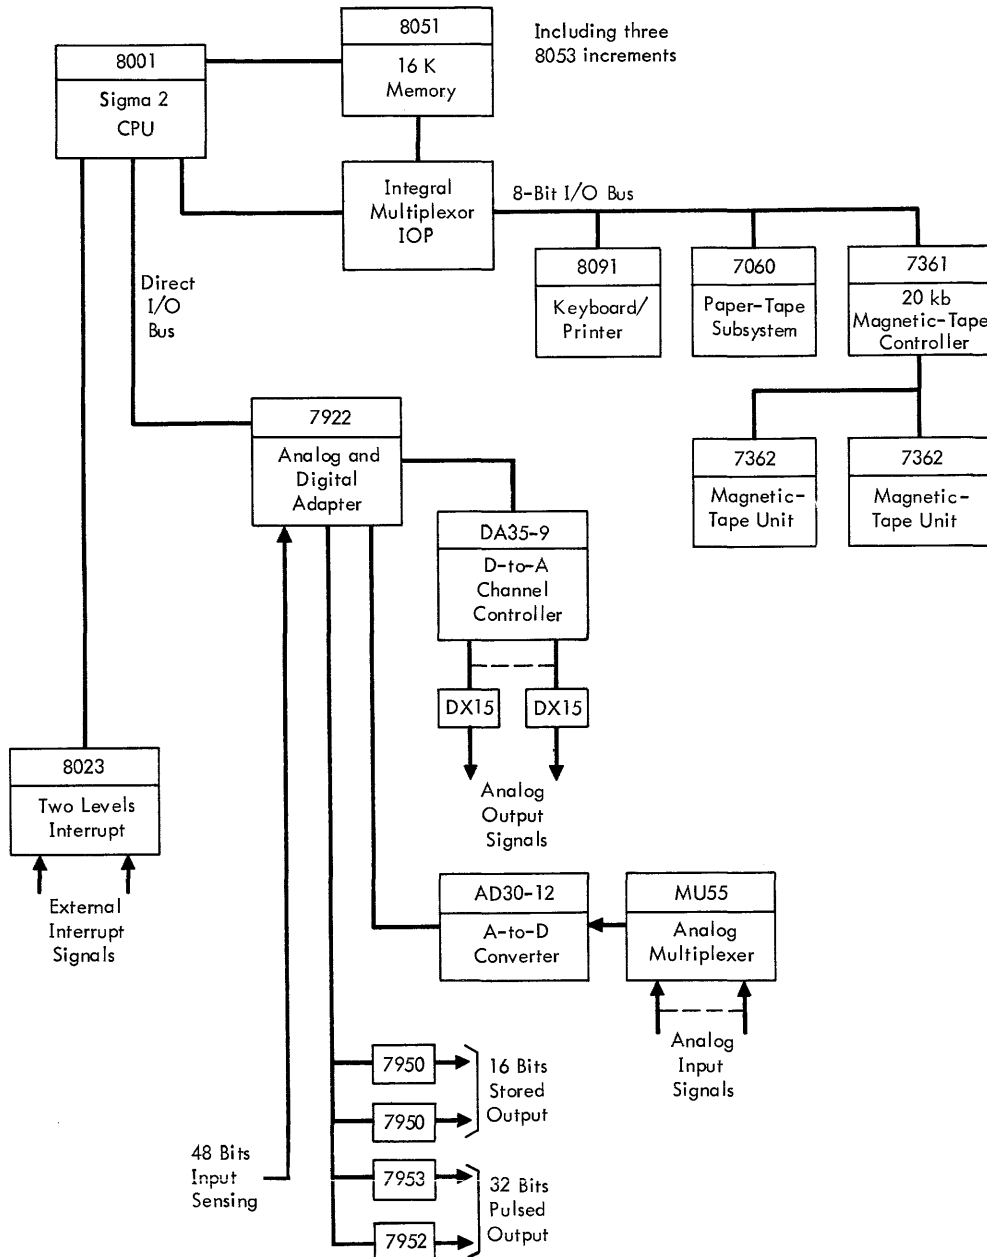 8051
16 K
Memory
Including three
8053 increments
8001
Sigma 2
CPU
Integral
Multiplexor
IOP
8-Bit I/O Bus
8091
Keyboard/
Printer
7060
Paper-Tape
Subsystem
7361
20 kb
Magnetic-Tape
Controller
Direct
I/O
Bus
7362
Magnetic-
Tape Unit
7362
Magnetic-
Tape Unit
7922
Analog and
Digital
Adapter
DA35-9
D-to-A
Channel
Controller
DX15
DX15
Analog
Output
Signals
8023
Two Levels
Interrupt
External
Interrupt
Signals
AD30-12
A-to-D
Converter
MU55
Analog
Multiplexer
Analog
Input
Signals
7950
7950
16 Bits
Stored
Output
48 Bits
Input
Sensing
7953
7952
32 Bits
Pulsed
Output